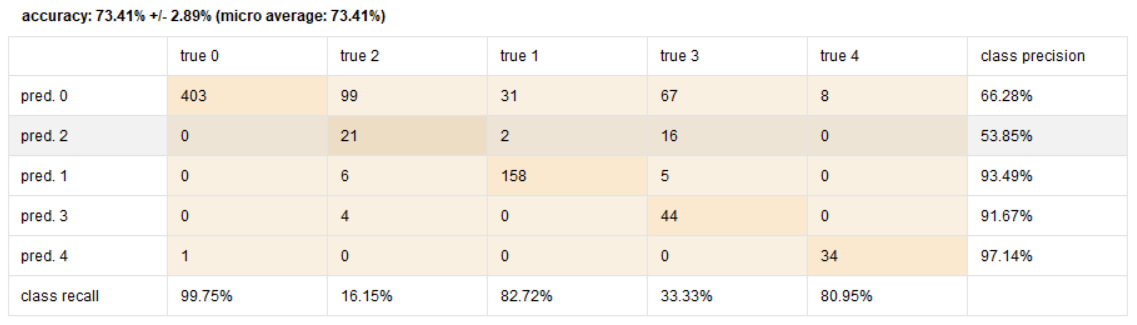 accuracy: 73.41% +/- 2.89% (micro average: 73.41%)
true 0 true 2 true 1 true 3 true 4 class precision
pred. 0 403 99 31 67 8 66.28%
pred. 2 0 21 2 16 0 53.85%
pred. 1 0 6 158 5 0 93.49%
pred. 3 0 4 0 44 0 91.67%
pred. 4 1 0 0 0 34 97.14%
class recall 99.75% 16.15% 82.72% 33.33% 80.95%